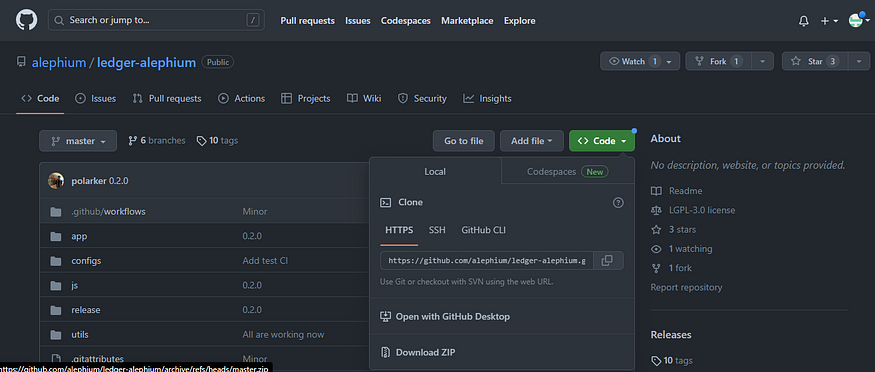 Search or jump to... /
Pull requests Issues Codespaces Marketplace Explore
alephium / ledger-alephium Public
Watch 1 Fork 1 Star 3
Code Issues Pull requests Actions Projects Wiki Security Insights
master 6 branches 10 tags Go to file Add file Code
About
No description, website, or topics provided.
Readme
LGPL-3.0 license
3 stars
1 watching
1 fork
Report repository
Releases
10 tags
polarker 0.2.0
.github/workflows Minor
app 0.2.0
configs Add test CI
js 0.2.0
release 0.2.0
utils All are working now
.gitattributes Minor
Local Codespaces New
Clone
HTTPS SSH GitHub CLI
https://github.com/alephium/ledger-alephium.g
Use Git or checkout with SVN using the web URL.
Open with GitHub Desktop
Download ZIP
https://github.com/alephium/ledger-alephium/archive/refs/heads/master.zip